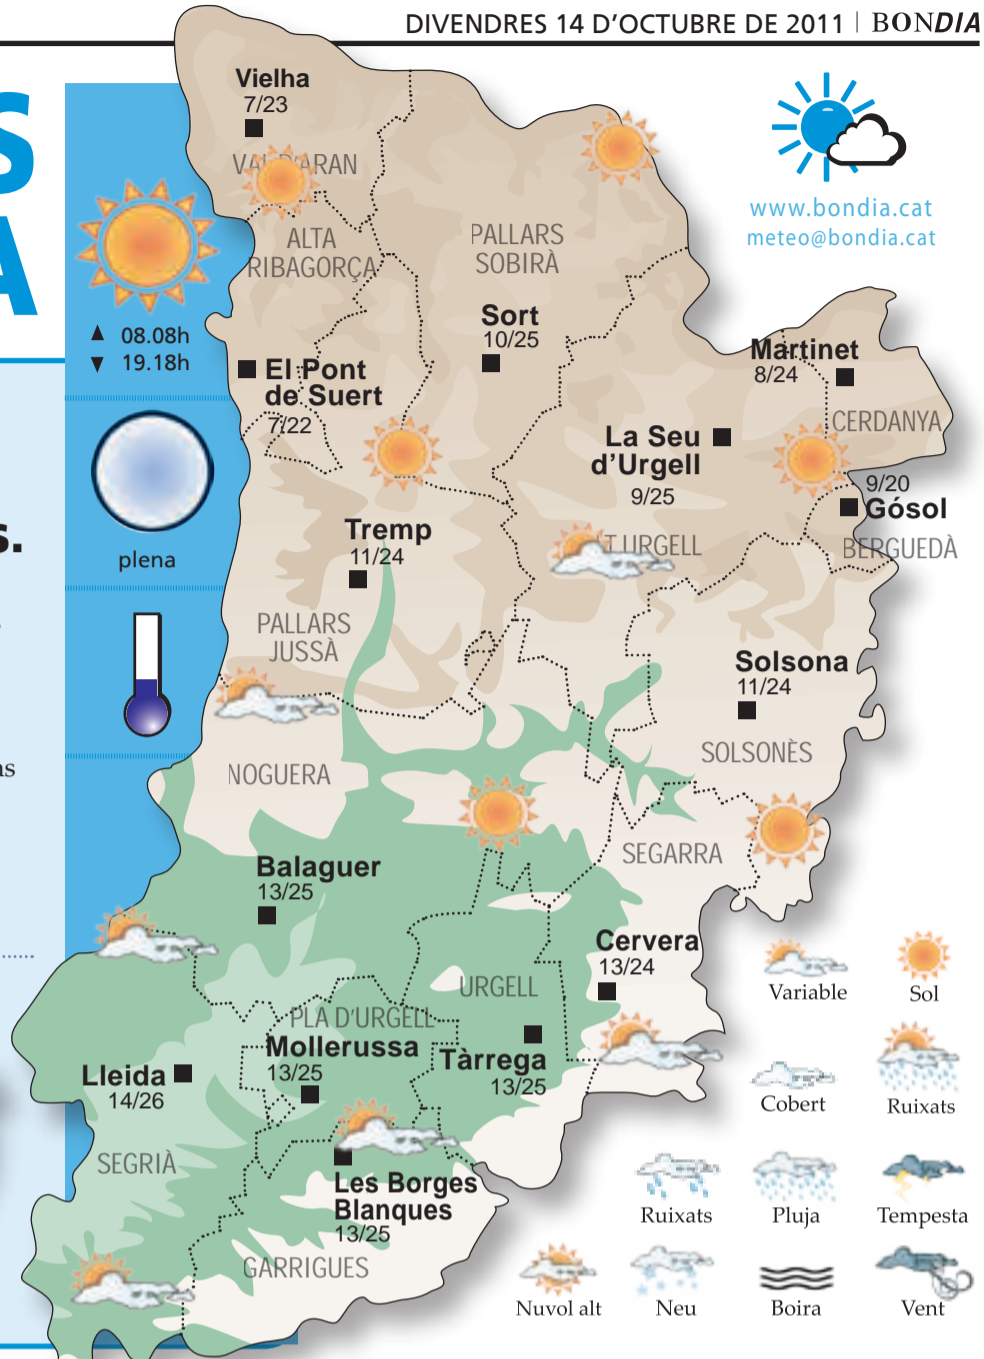 DIVENDRES 14 D'OCTUBRE DE 2011 | BONDIA
S
A
s.
ns
www.bondia.cat
meteo@bondia.cat
08.08h
19.18h
plena
Vielha
7/23
VAL D'ARAN
ALTA
RIBAGORÇA
PALLARS
SOBIRÀ
Sort
10/25
El Pont
de Suert
7/22
Martinet
8/24
CERDANYA
La Seu
d'Urgell
9/25
9/20
Gósol
BERGUEDÀ
T URGELL
Tremp
11/24
PALLARS
JUSSÀ
Solsona
11/24
SOLSONÈS
NOGUERA
SEGARRA
Balaguer
13/25
Cervera
13/24
URGELL
PLA D'URGELL
Mollerussa
13/25
Tàrrega
13/25
Lleida
14/26
SEGRIÀ
Les Borges
Blanques
13/25
GARRIGUES
Variable
Sol
Cobert
Ruixats
Ruixats
Pluja
Tempesta
Nuvol alt
Neu
Boira
Vent